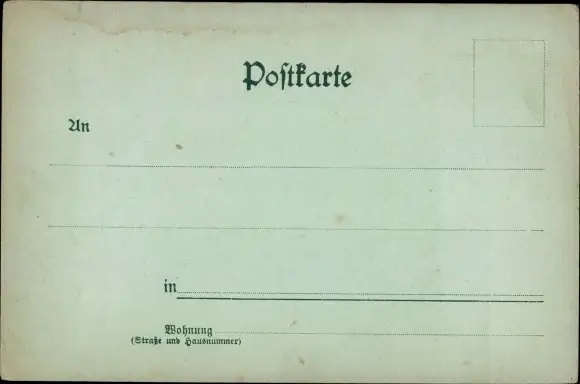 Poſtkarte
An
in
Wohnung
(Straße und Hausnummer)